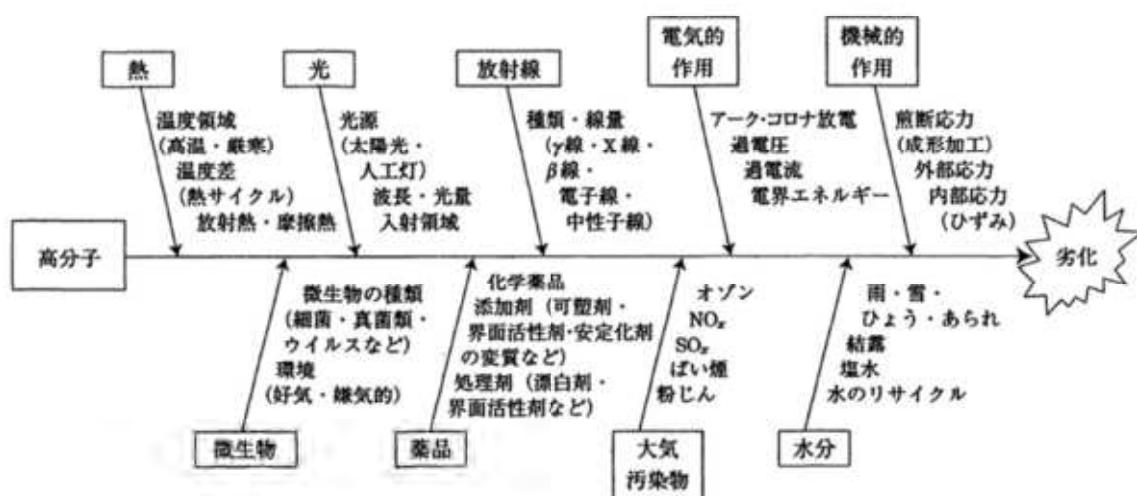 熱
光
放射線
電気的
作用
機械的
作用
温度領域
(高温・厳寒)
温度差
(熱サイクル)
放射熱・摩擦熱
光源
(太陽光・
人工灯)
波長・光量
入射領域
種類・線量
(γ線・X線・
β線・
電子線・
中性子線)
アーク・コロナ放電
過電圧
過電流
電界エネルギー
煎断応力
(成形加工)
外部応力
内部応力
(ひずみ)
高分子
劣化
微生物の種類
(細菌・真菌類・
ウイルスなど)
環境
(好気・嫌気的)
化学薬品
添加剤(可塑剤・
界面活性剤・安定化剤
の変質など)
処理剤(漂白剤・
界面活性剤など)
オゾン
NOx
SOx
ばい煙
粉じん
雨・雪・
ひょう・あられ
結露
塩水
水のリサイクル
微生物
薬品
大気
汚染物
水分